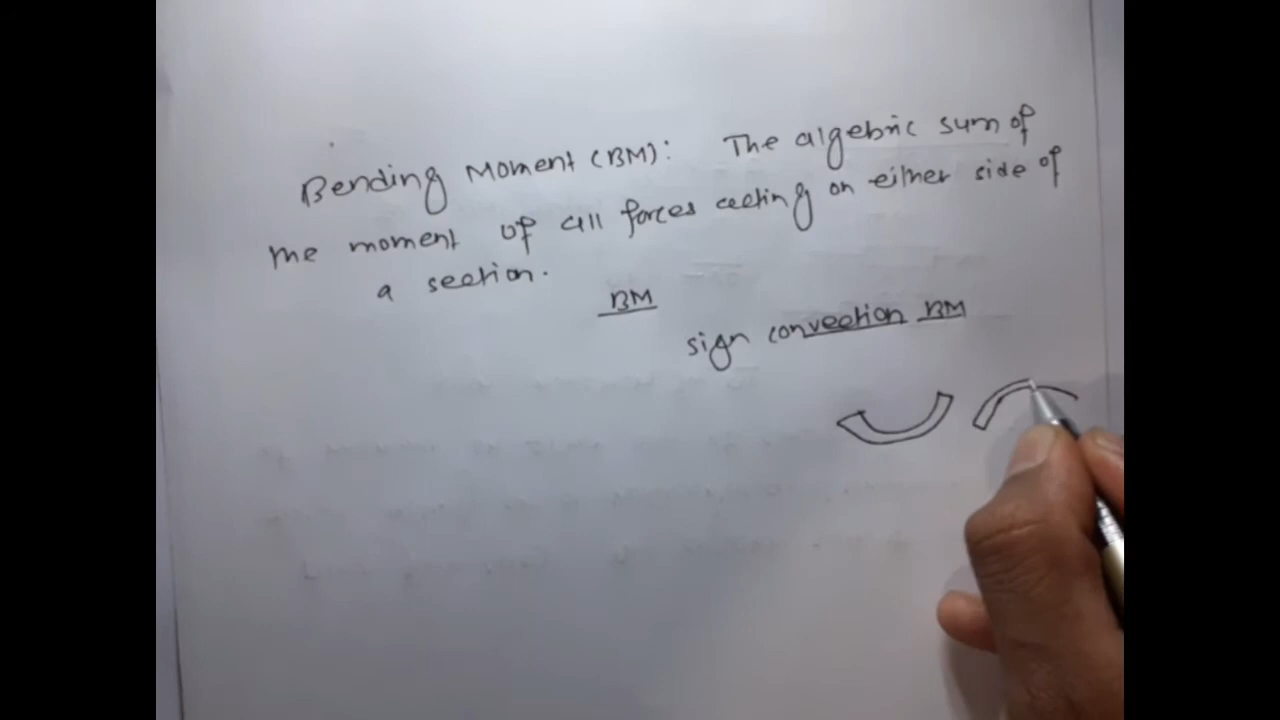 Bending Moment (BM): The algebric sum of
the moment of all forces acting on either side of
a section.
BM
sign convection BM